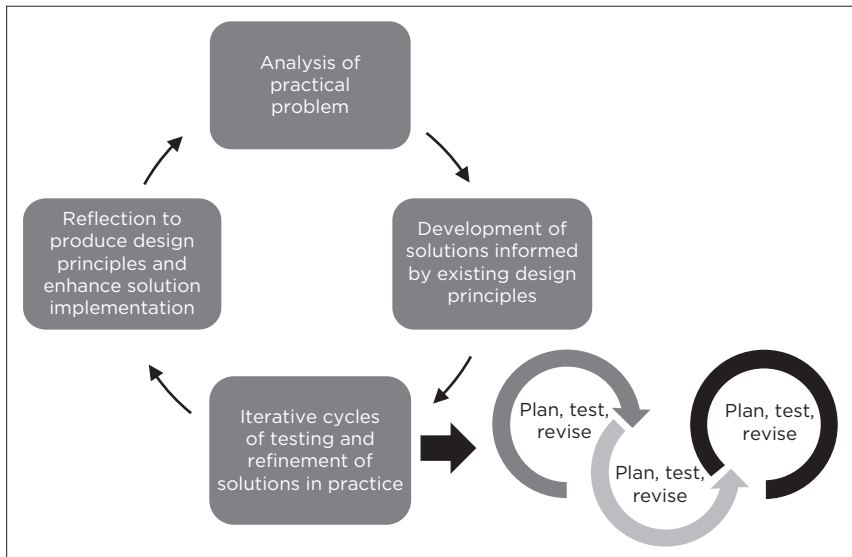 Analysis of
practical
problem
Development of
solutions informed
by existing design
principles
Iterative cycles
of testing and
refinement of
solutions in practice
Reflection to
produce design
principles and
enhance solution
implementation
Plan, test,
revise
Plan, test,
revise
Plan, test,
revise